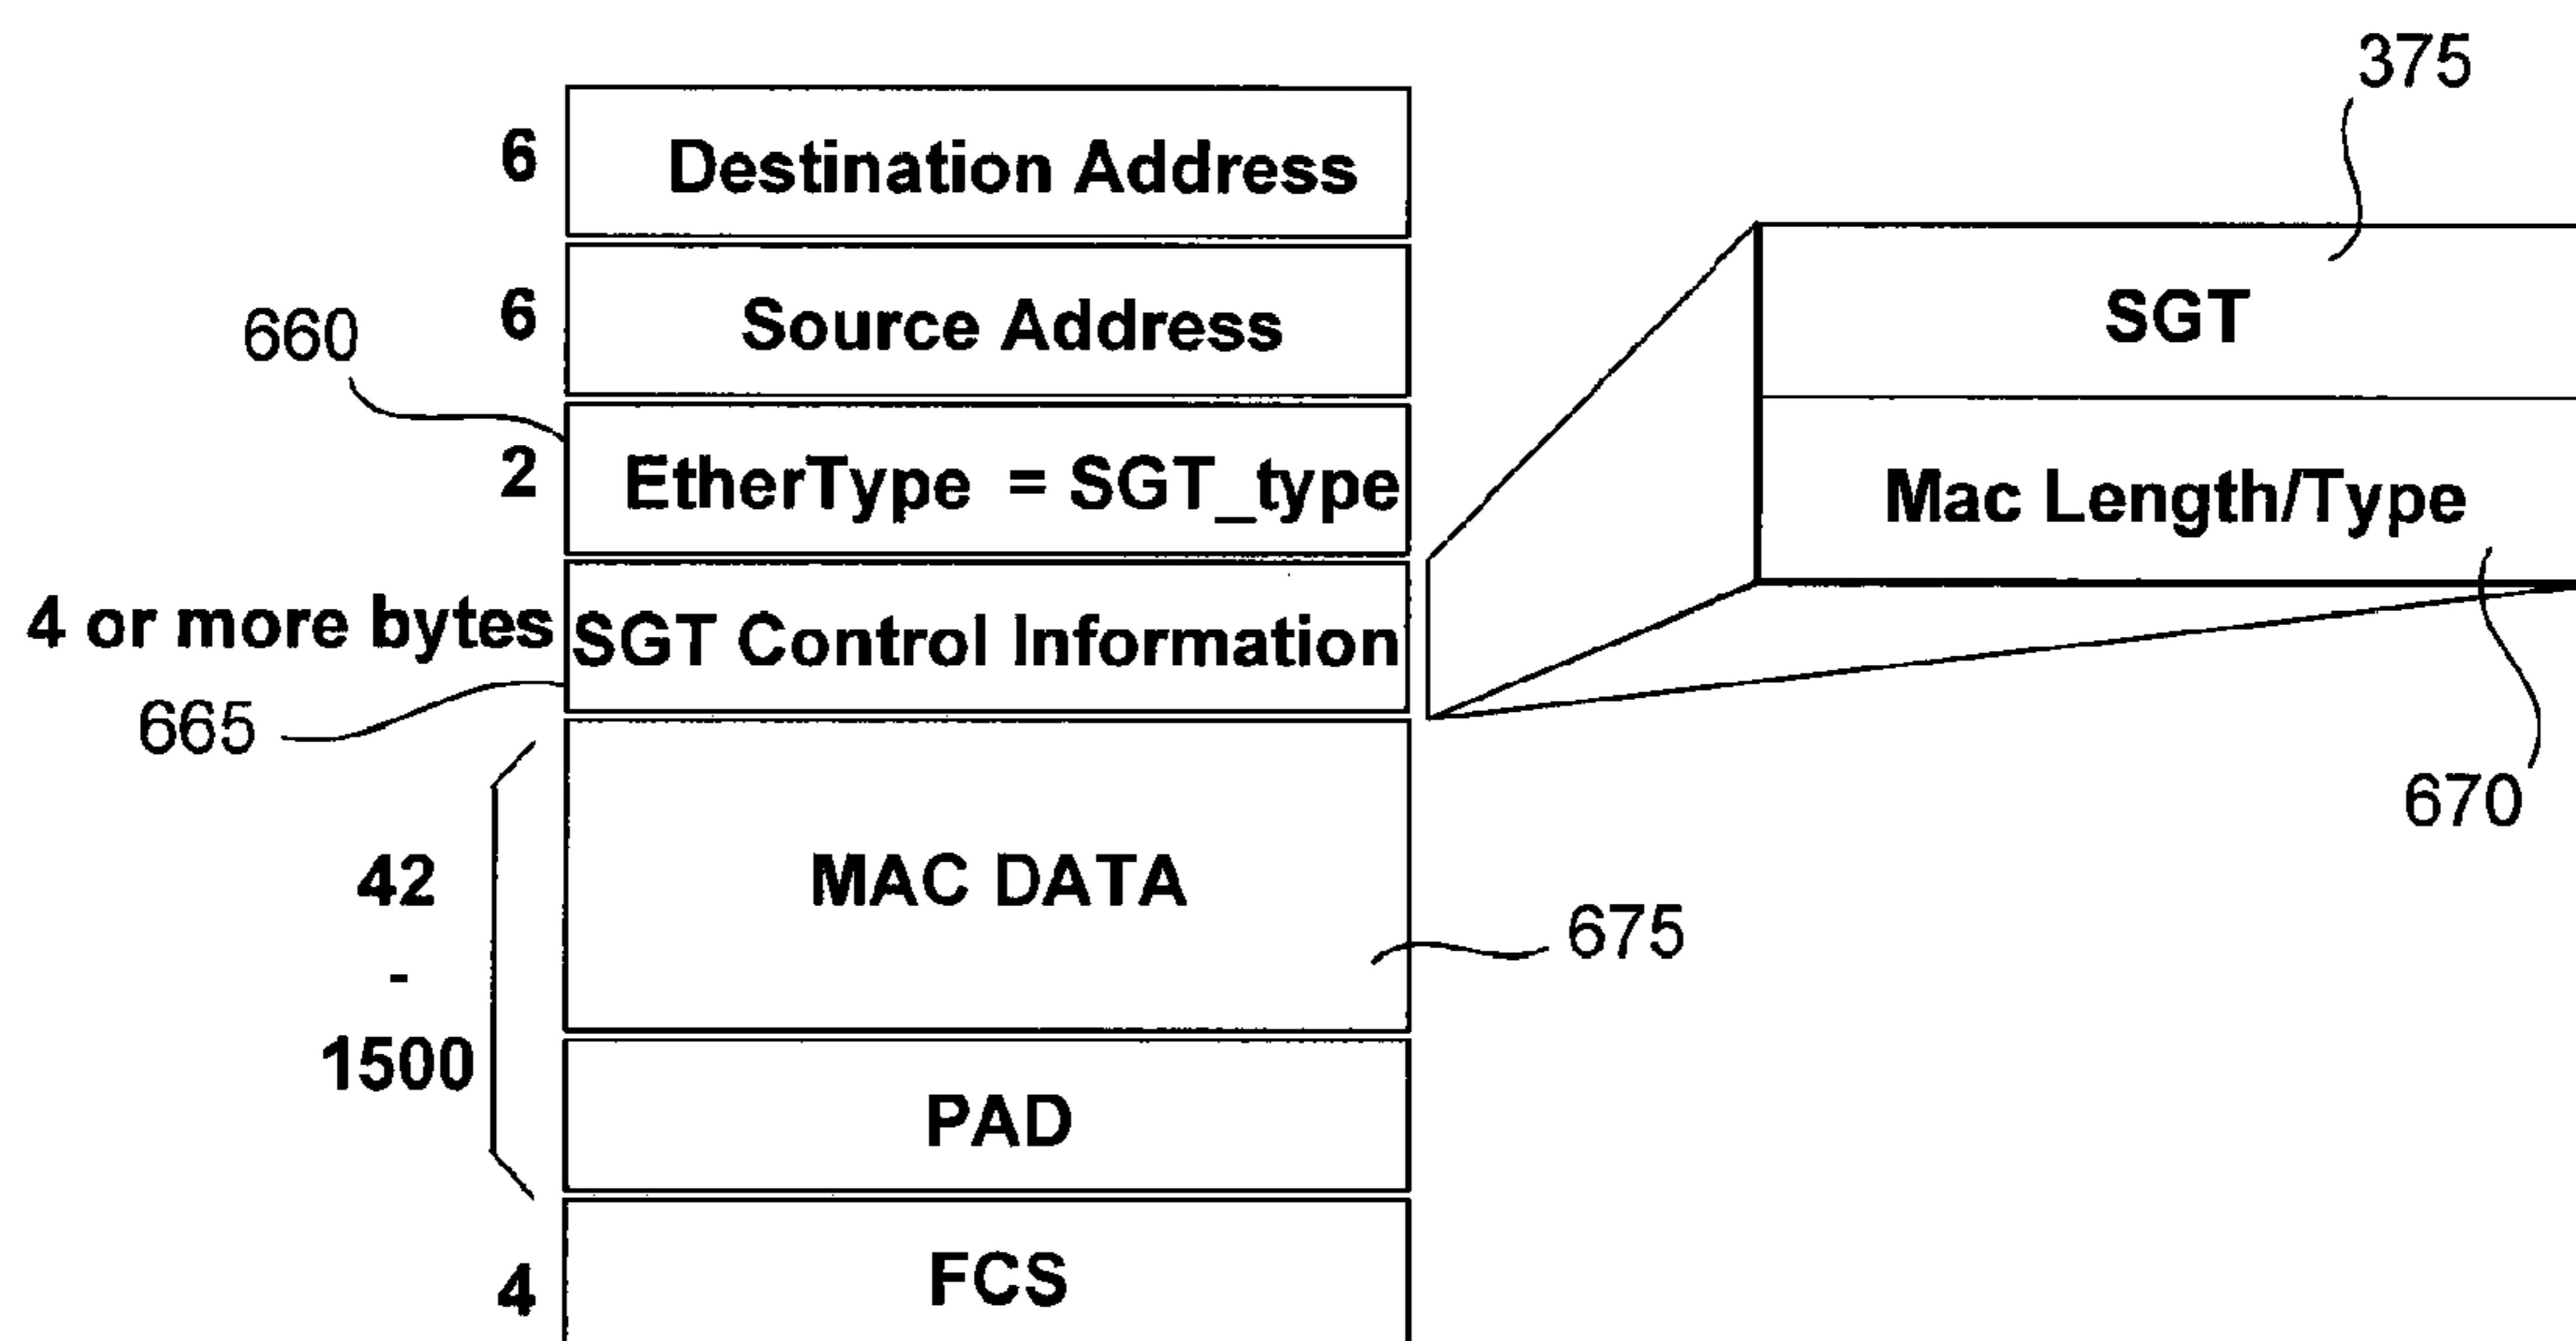 375
6 Destination Address
6 Source Address
660
SGT
2 EtherType = SGT_type
Mac Length/Type
4 or more bytes SGT Control Information
665
670
42
-
1500
MAC DATA
675
PAD
4 FCS